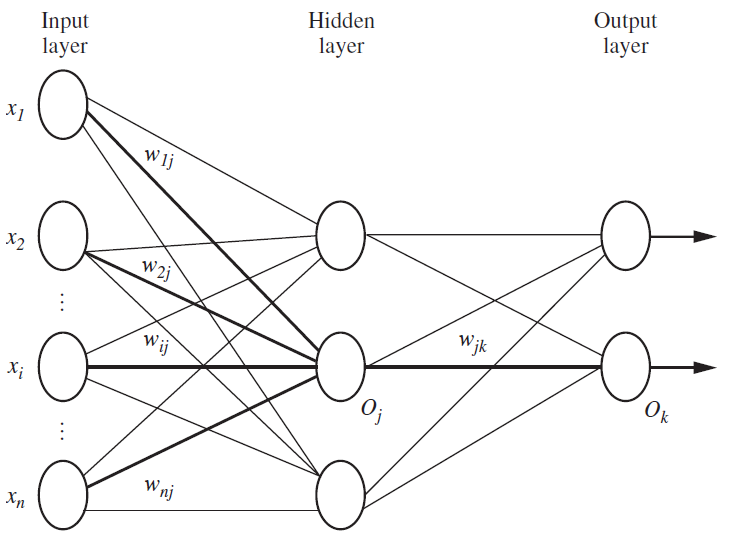 Input
layer
Hidden
layer
Output
layer
x1
w1j
x2
w2j
⋮
wij
wjk
xi
Oj
Ok
⋮
wnj
xn